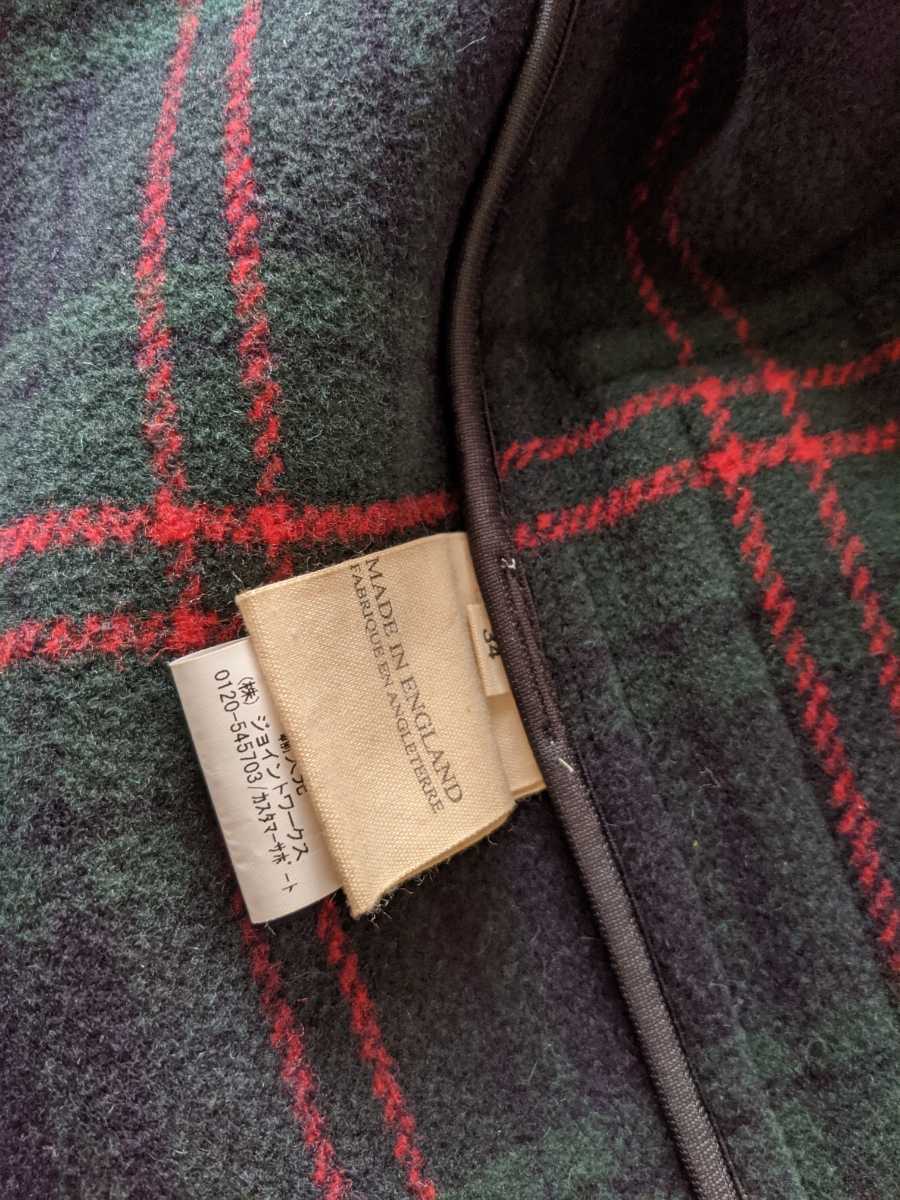 MADE IN ENGLAND
FABRIQUE EN ANGLETERRE
34
(株) ジョイントワークス
0120-545703/カスタマーサポート